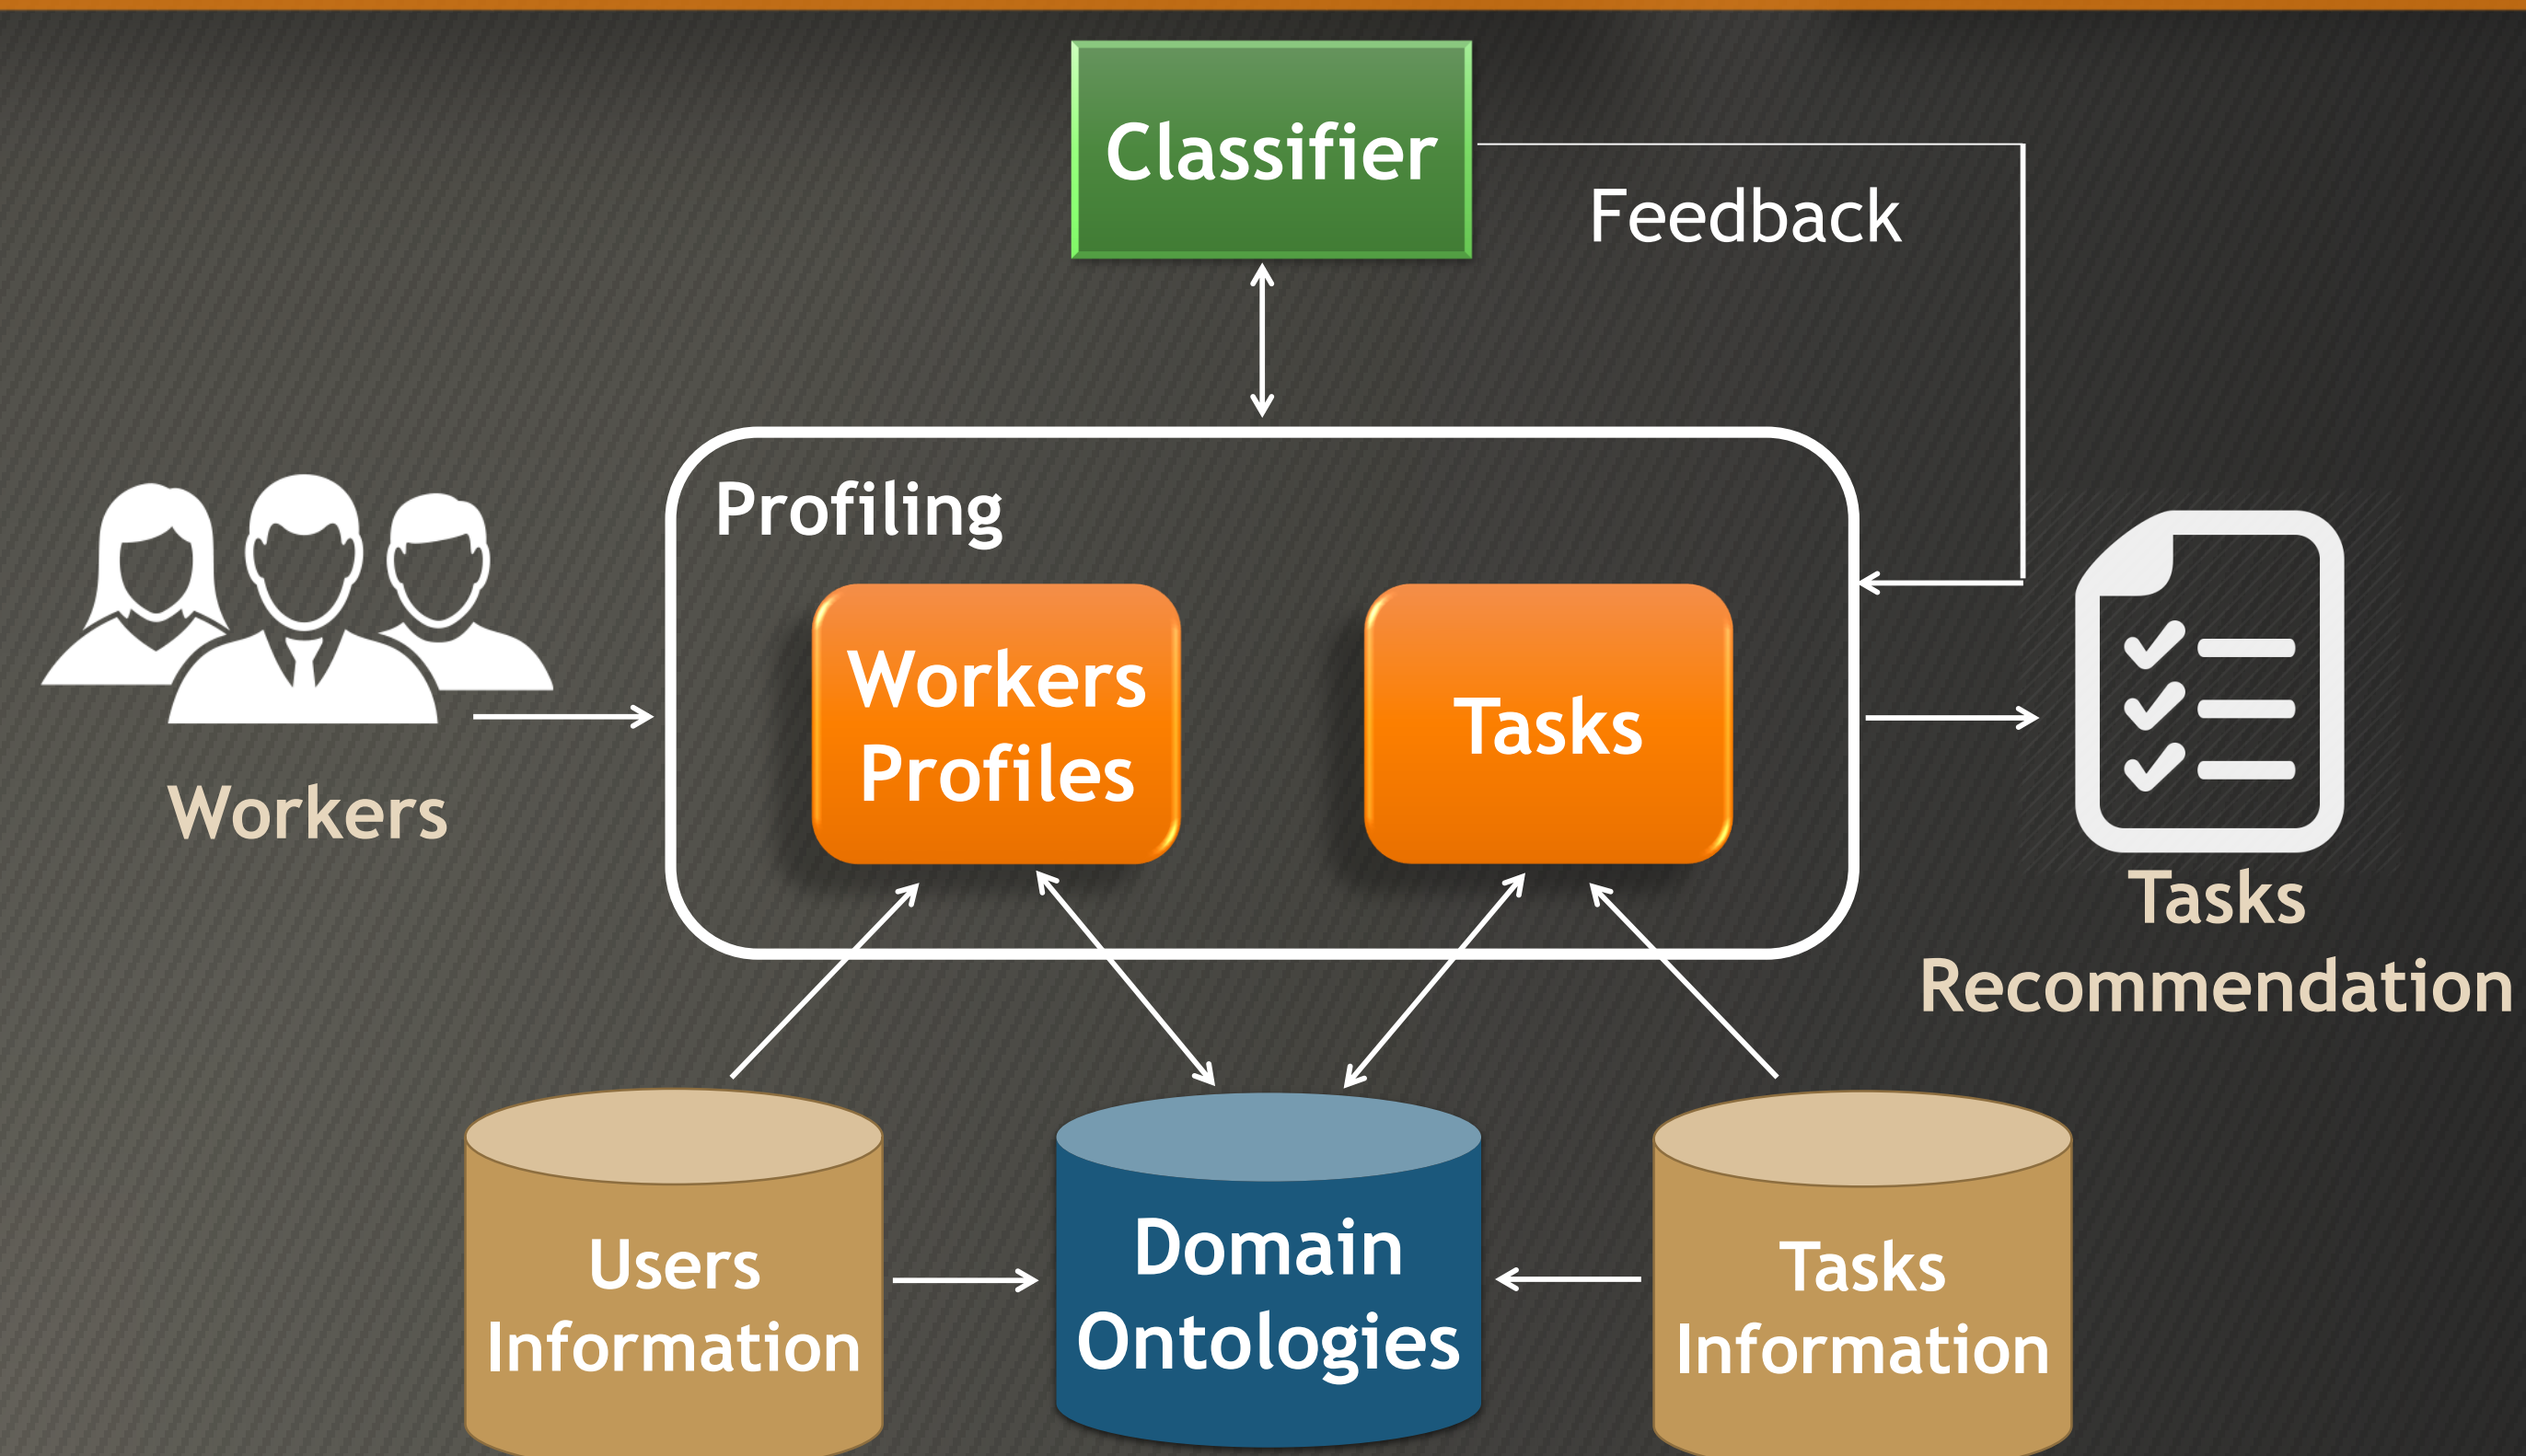 Classifier
Feedback
Profiling
Workers
Profiles
Tasks
Workers
Tasks
Recommendation
Users
Information
Domain
Ontologies
Tasks
Information